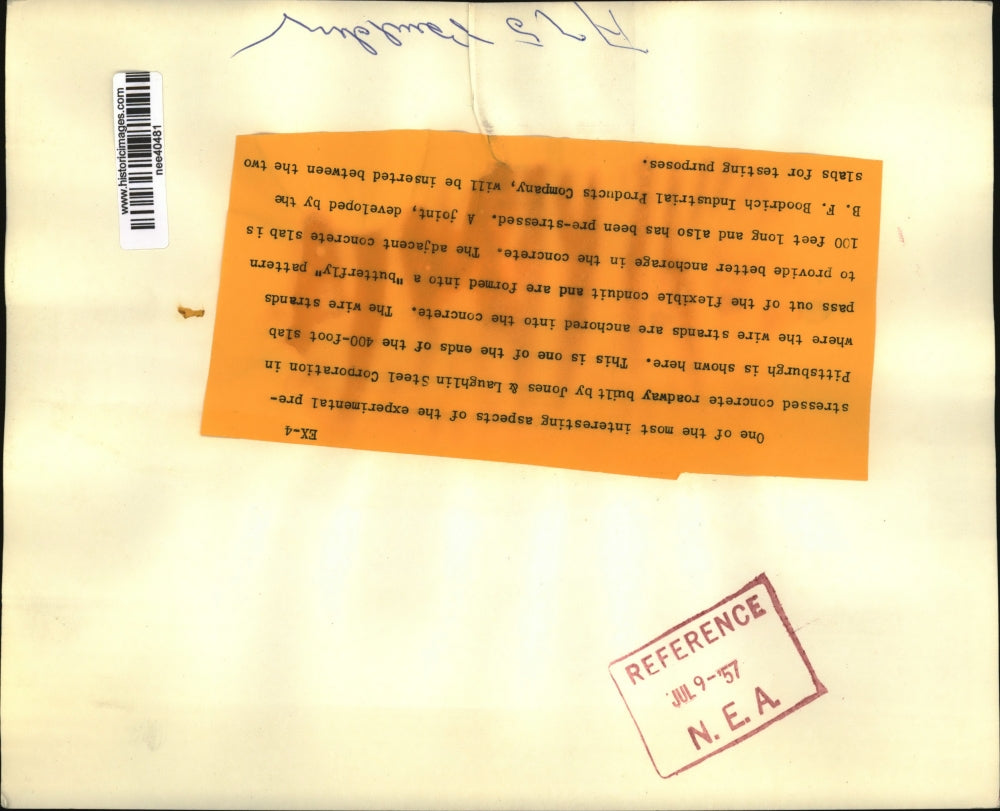 EX-4
One of the most interesting aspects of the experimental pre-
stressed concrete roadway built by Jones & Laughlin Steel Corporation in
Pittsburgh is shown here. This is one of the ends of the 400-foot slab
where the wire strands are anchored into the concrete. The wire strands
pass out of the flexible conduit and are formed into a "butterfly" pattern
to provide better anchorage in the concrete. The adjacent concrete slab is
100 feet long and also has been pre-stressed. A joint, developed by the
B. F. Boodrich Industrial Products Company, will be inserted between the two
slabs for testing purposes.
www.historicimages.com
nee40481
REFERENCE
JUL 9-'57
N. E. A.